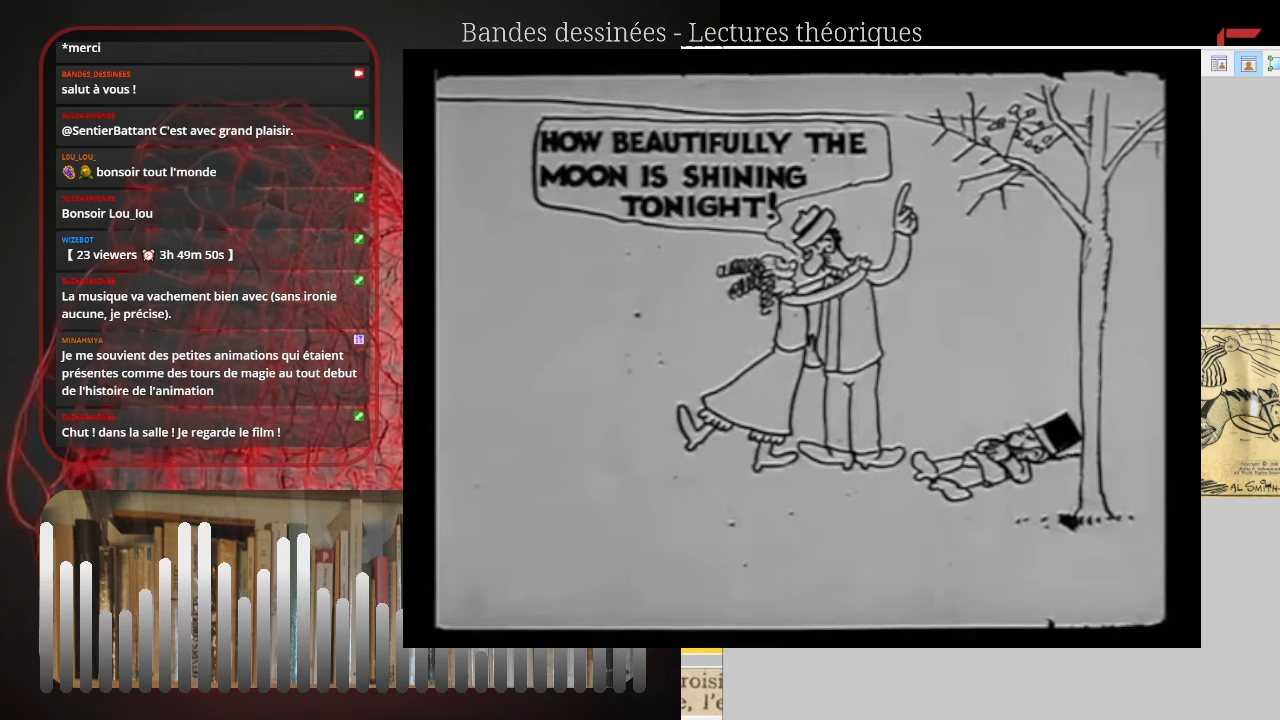 Bandes dessinées - Lectures théoriques
*merci
BANDES_DESSINEES
salut à vous !
@SentierBattant C'est avec grand plaisir.
LOU_LOU_
bonsoir tout l'monde
Bonsoir Lou_lou
WIZEBOT
【 23 viewers ⏰ 3h 49m 50s 】
La musique va vachement bien avec (sans ironie
aucune, je précise).
MINAHMYA
Je me souvient des petites animations qui étaient
présentes comme des tours de magie au tout debut
de l'histoire de l'animation
Chut ! dans la salle ! Je regarde le film !
HOW BEAUTIFULLY THE
MOON IS SHINING
TONIGHT!
AL SMITH
roisi
e, l'e